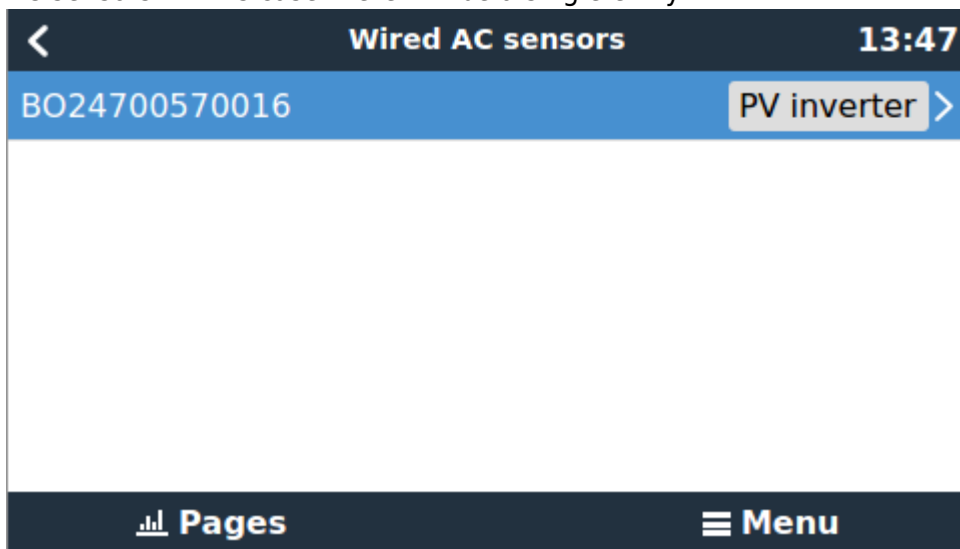 Wired AC sensors 13:47
BO24700570016 PV inverter
Pages Menu